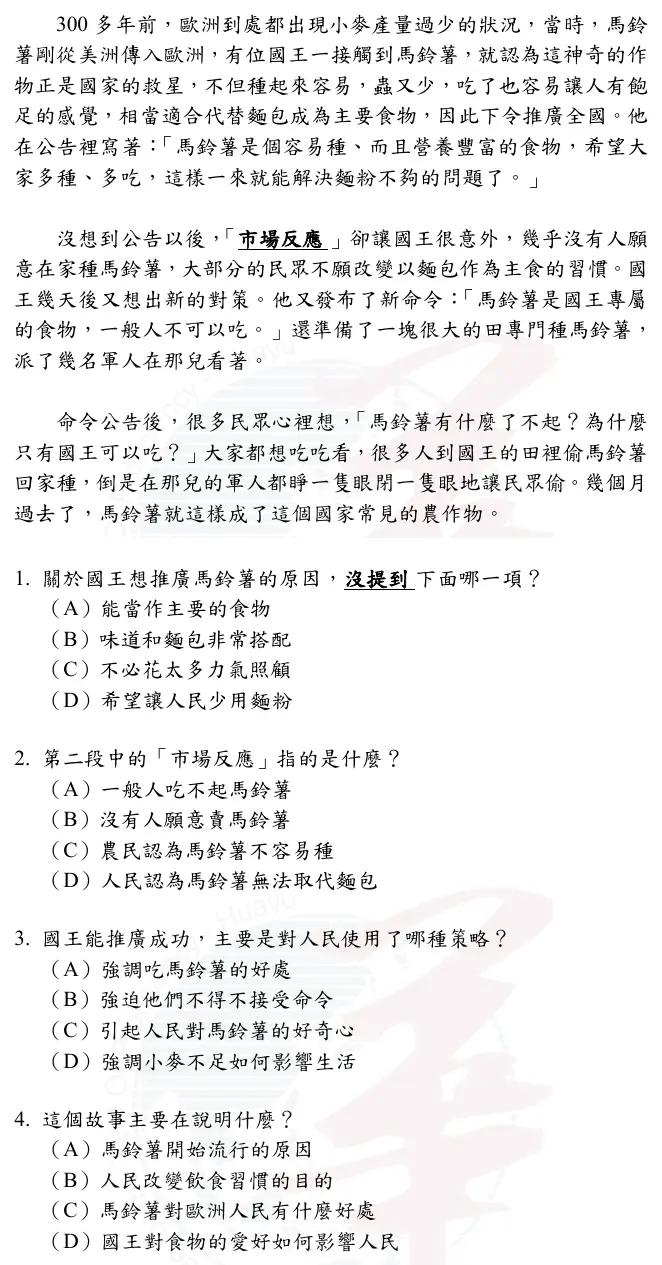 300 多年前，歐洲到處都出現小麥產量過少的狀況，當時，馬鈴
薯剛從美洲傳入歐洲，有位國王一接觸到馬鈴薯，就認為這神奇的作
物正是國家的救星，不但種起來容易，蟲又少，吃了也容易讓人有飽
足的感覺，相當適合代替麵包成為主要食物，因此下令推廣全國。他
在公告裡寫著：「馬鈴薯是個容易種、而且營養豐富的食物，希望大
家多種、多吃，這樣一來就能解決麵粉不夠的問題了。」
沒想到公告以後，「市場反應」卻讓國王很意外，幾乎沒有人願
意在家種馬鈴薯，大部分的民眾不願改變以麵包作為主食的習慣。國
王幾天後又想出新的對策。他又發布了新命令：「馬鈴薯是國王專屬
的食物，一般人不可以吃。」還準備了一塊很大的田專門種馬鈴薯，
派了幾名軍人在那兒看著。
命令公告後，很多民眾心裡想，「馬鈴薯有什麼了不起？為什麼
只有國王可以吃？」大家都想吃吃看，很多人到國王的田裡偷馬鈴薯
回家種，倒是在那兒的軍人都睜一隻眼閉一隻眼地讓民眾偷。幾個月
過去了，馬鈴薯就這樣成了這個國家常見的農作物。
1. 關於國王想推廣馬鈴薯的原因，沒提到下面哪一項？
（A）能當作主要的食物
（B）味道和麵包非常搭配
（C）不必花太多力氣照顧
（D）希望讓人民少用麵粉
2. 第二段中的「市場反應」指的是什麼？
（A）一般人吃不起馬鈴薯
（B）沒有人願意賣馬鈴薯
（C）農民認為馬鈴薯不容易種
（D）人民認為馬鈴薯無法取代麵包
3. 國王能推廣成功，主要是對人民使用了哪種策略？
（A）強調吃馬鈴薯的好處
（B）強迫他們不得不接受命令
（C）引起人民對馬鈴薯的好奇心
（D）強調小麥不足如何影響生活
4. 這個故事主要在說明什麼？
（A）馬鈴薯開始流行的原因
（B）人民改變飲食習慣的目的
（C）馬鈴薯對歐洲人民有什麼好處
（D）國王對食物的愛好如何影響人民